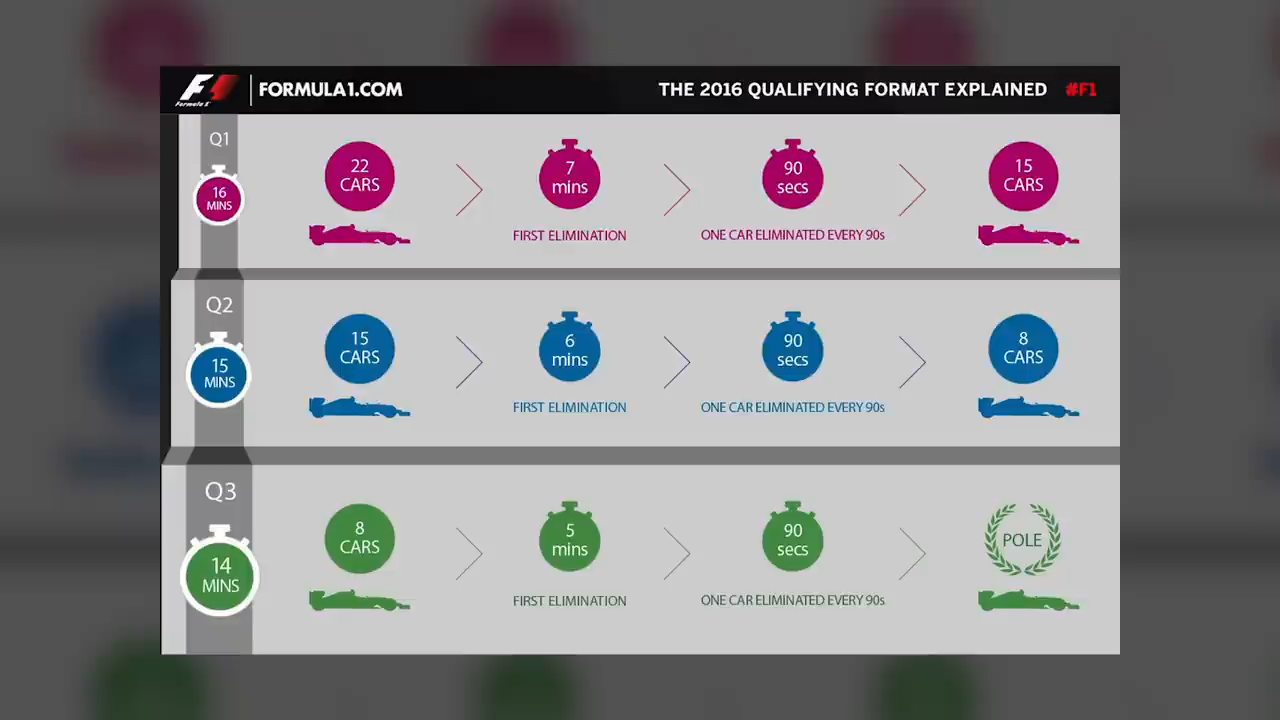 F1 Formula 1® FORMULA1.COM THE 2016 QUALIFYING FORMAT EXPLAINED #F1
Q1
16
MINS
22
CARS
7
mins
FIRST ELIMINATION
90
secs
ONE CAR ELIMINATED EVERY 90s
15
CARS
Q2
15
MINS
15
CARS
6
mins
FIRST ELIMINATION
90
secs
ONE CAR ELIMINATED EVERY 90s
8
CARS
Q3
14
MINS
8
CARS
5
mins
FIRST ELIMINATION
90
secs
ONE CAR ELIMINATED EVERY 90s
POLE